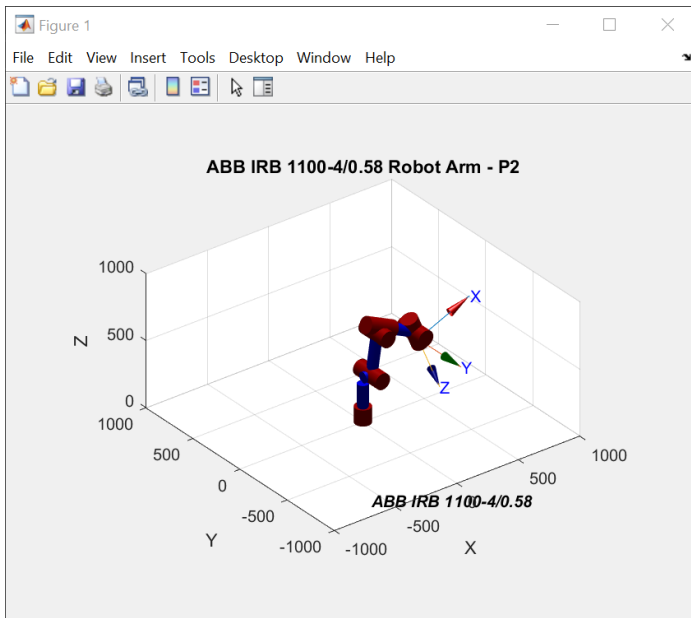 Figure 1
File Edit View Insert Tools Desktop Window Help
ABB IRB 1100-4/0.58 Robot Arm - P2
1000
500
0
Z
X
Y
Z
1000
500
0
-500
-1000
Y
1000
500
0
-500
-1000
X
ABB IRB 1100-4/0.58